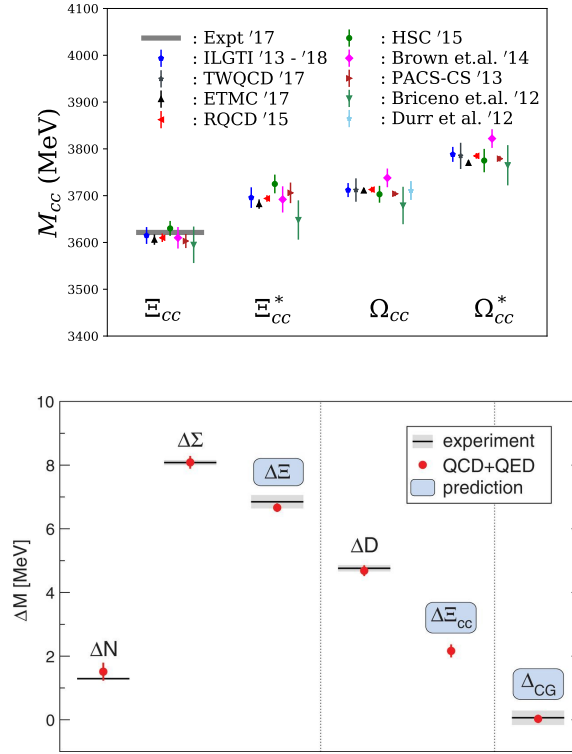 4100
4000
3900
3800
3700
3600
3500
3400
M_cc (MeV)
: Expt '17
: ILGTI '13 - '18
: TWQCD '17
: ETMC '17
: RQCD '15
: HSC '15
: Brown et.al. '14
: PACS-CS '13
: Briceno et.al. '12
: Durr et al. '12
Ξ_cc Ξ*_cc Ω_cc Ω*_cc
10
8
6
4
2
0
ΔM [MeV]
ΔN
ΔΣ
ΔΞ
ΔD
ΔΞ_cc
Δ_CG
experiment
QCD+QED
prediction